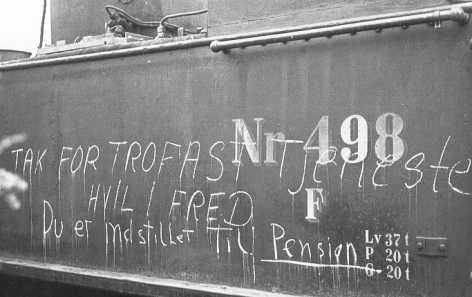 TAK FOR TROFAST Tjeneste
HVIL I FRED
Du er indstillet Til Pension
Nr 498
F
Lv 37 t
P 20 t
G 20 t